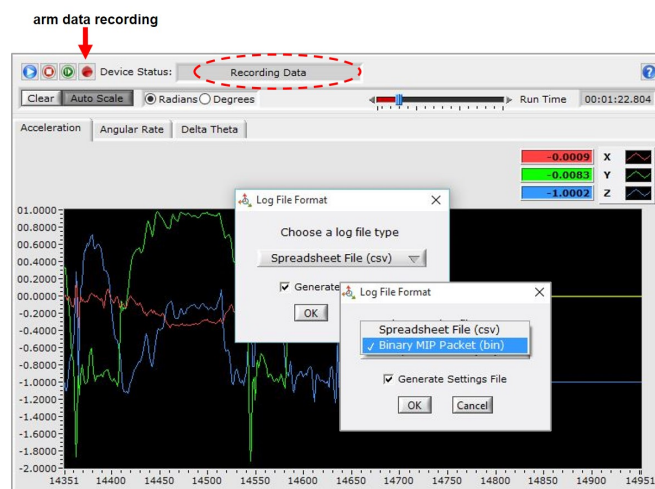 arm data recording
Device Status: Recording Data
Clear Auto Scale Radians Degrees Run Time 00:01:22.804
Acceleration Angular Rate Delta Theta
-0.0009 X
-0.0083 Y
-1.0002 Z
Log File Format
Choose a log file type
Spreadsheet File (csv)
Generate
OK
Log File Format
Spreadsheet File (csv)
✓ Binary MIP Packet (bin)
Generate Settings File
OK Cancel
01.0000
00.8000
00.6000
00.4000
00.2000
00.0000
-0.2000
-0.4000
-0.6000
-0.8000
-1.0000
-1.2000
-1.4000
-1.6000
-1.8000
-2.0000
14351 14400 14450 14500 14550 14600 14650 14700 14750 14800 14850 14900 14951